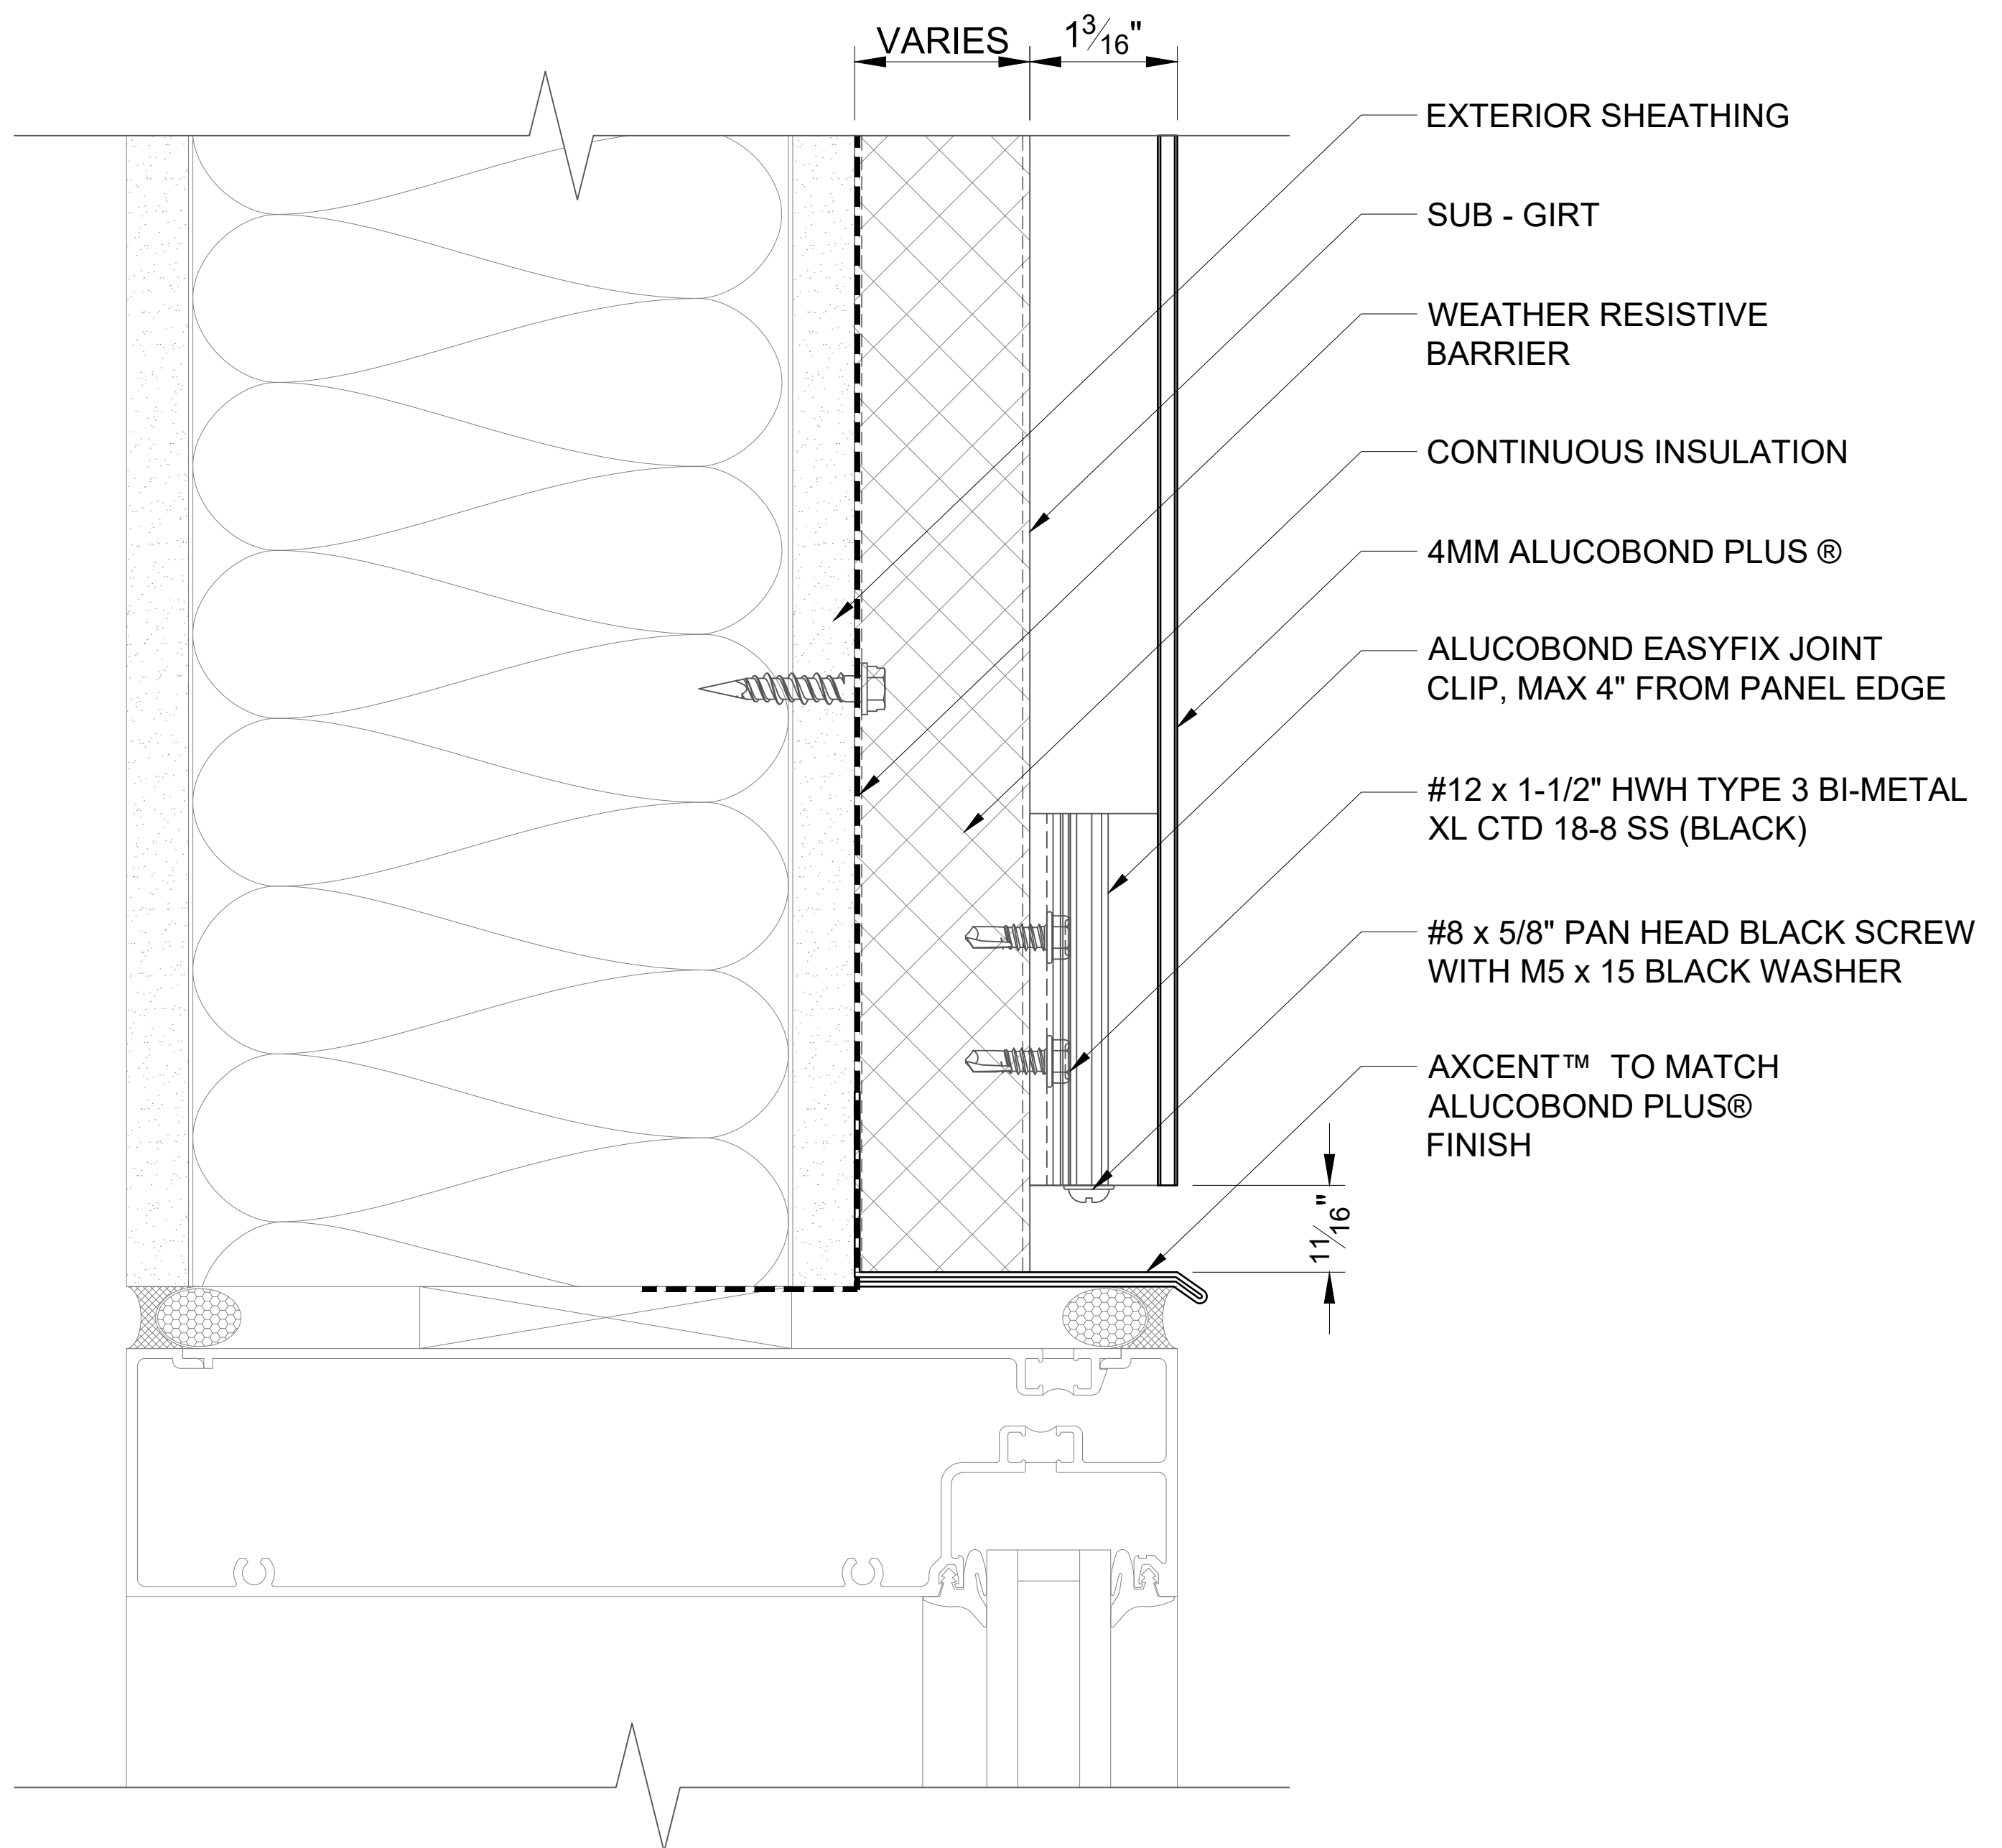 VARIES
1 3/16"
EXTERIOR SHEATHING
SUB - GIRT
WEATHER RESISTIVE
BARRIER
CONTINUOUS INSULATION
4MM ALUCOBOND PLUS ®
ALUCOBOND EASYFIX JOINT
CLIP, MAX 4" FROM PANEL EDGE
#12 x 1-1/2" HWH TYPE 3 BI-METAL
XL CTD 18-8 SS (BLACK)
#8 x 5/8" PAN HEAD BLACK SCREW
WITH M5 x 15 BLACK WASHER
AXCENT™ TO MATCH
ALUCOBOND PLUS®
FINISH
11/16"